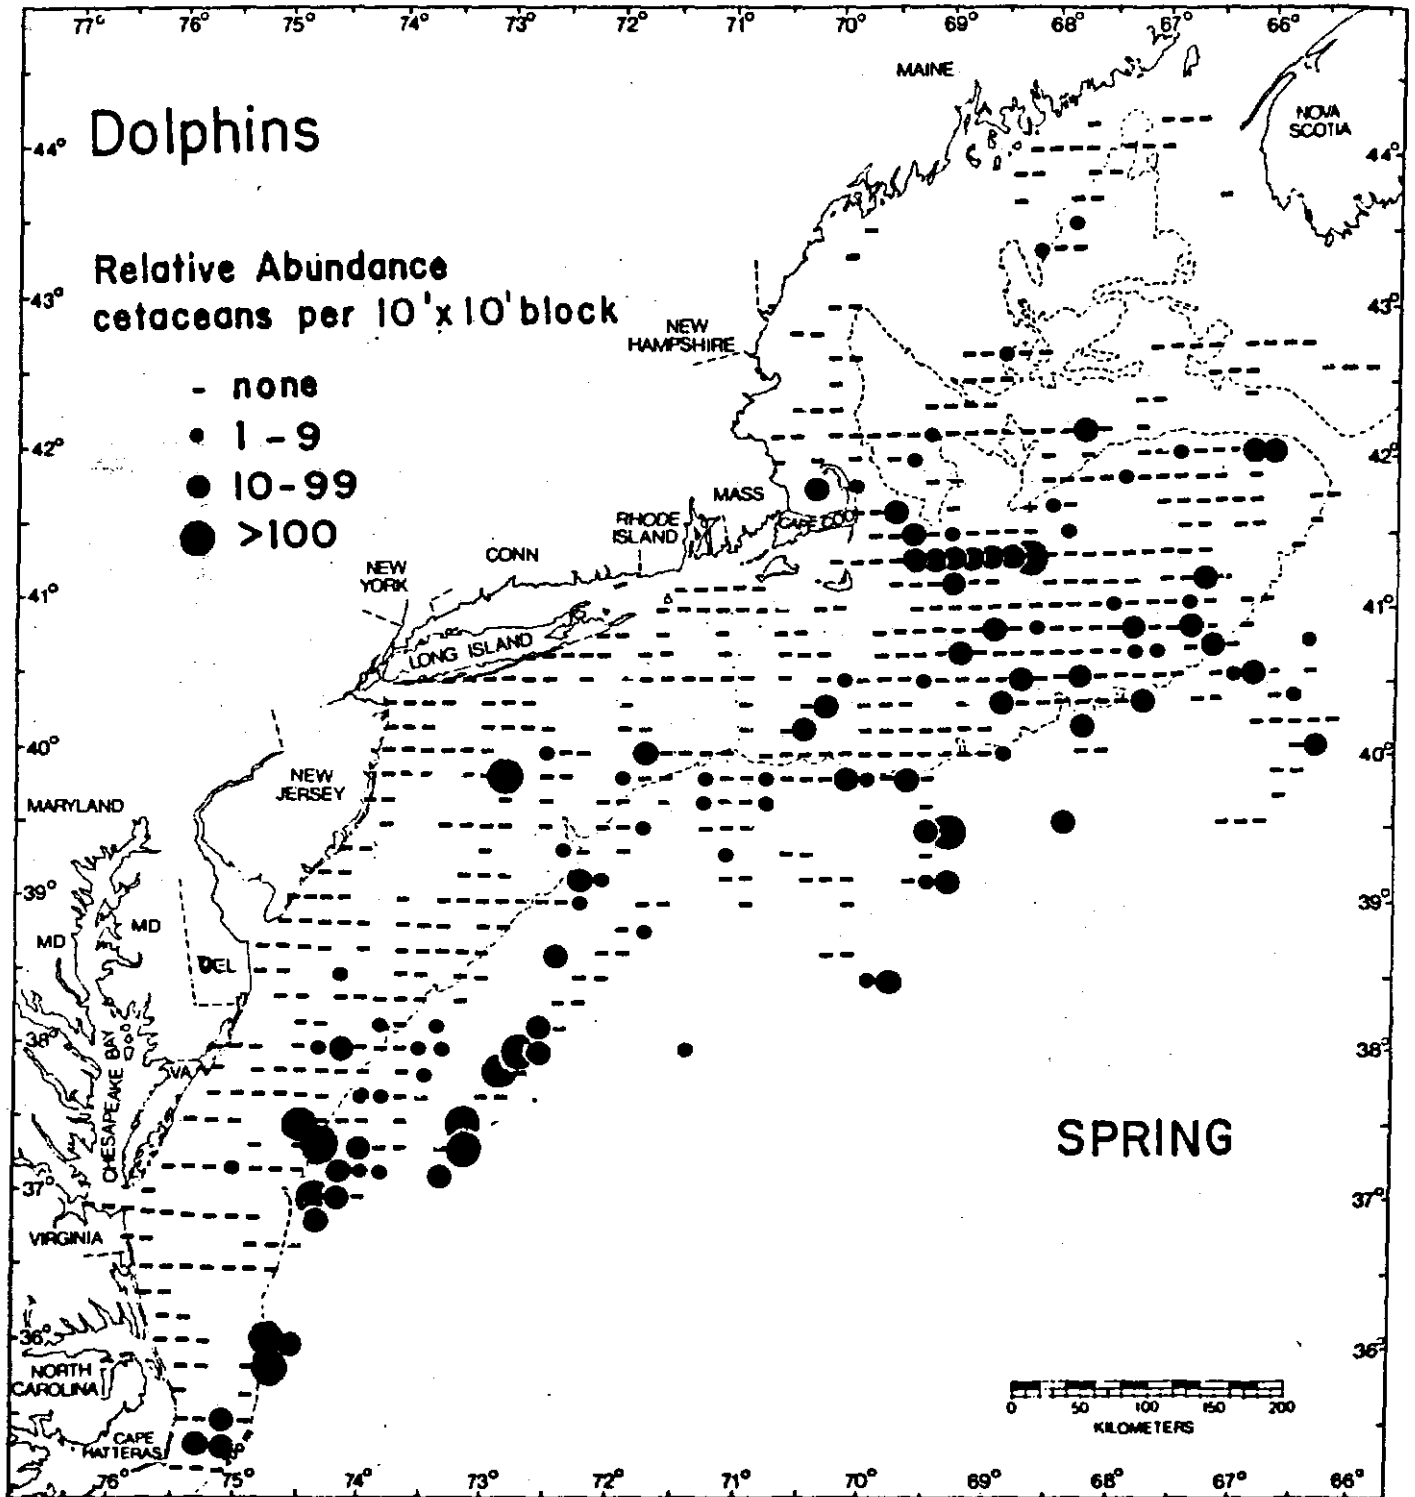 77° 76° 75° 74° 73° 72° 71° 70° 69° 68° 67° 66°
MAINE
NOVA
SCOTIA
Dolphins
44° 44°
Relative Abundance
cetaceans per 10'x10' block
43° 43°
NEW
HAMPSHIRE
- none
1-9
10-99
>100
42° 42°
MASS
CAPE COD
RHODE
ISLAND
CONN
NEW
YORK
41° 41°
LONG ISLAND
40° 40°
NEW
JERSEY
MARYLAND
39° 39°
MD
MD
DEL
38° 38°
CHESAPEAKE BAY
VA
SPRING
37° 37°
VIRGINIA
36° 36°
NORTH
CAROLINA
0 50 100 150 200
KILOMETERS
CAPE
HATTERAS
76° 75° 74° 73° 72° 71° 70° 69° 68° 67° 66°